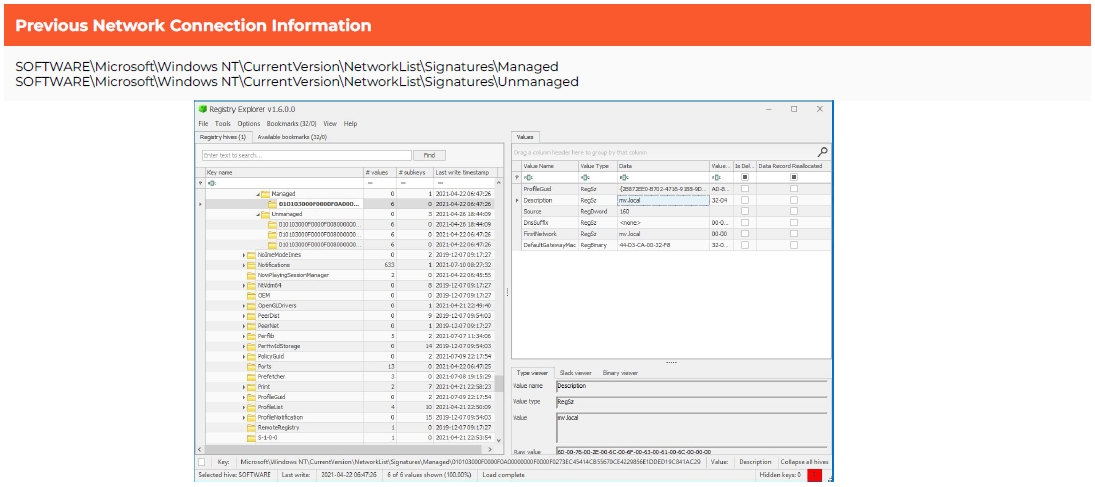 Previous Network Connection Information
SOFTWARE\Microsoft\Windows NT\CurrentVersion\NetworkList\Signatures\Managed
SOFTWARE\Microsoft\Windows NT\CurrentVersion\NetworkList\Signatures\Unmanaged
Registry Explorer v1.6.0.0
File Tools Options Bookmarks (32/0) View Help
Registry hives (1) Available bookmarks (32/0)
Enter text to search... Find
Key name # values # subkeys Last write timestamp
Managed 0 1 2021-04-22 06:47:26
010103000F0000F0A000... 6 0 2021-04-22 06:47:26
Unmanaged 0 3 2021-04-26 18:44:09
010103000F0000F008000000... 6 0 2021-04-26 18:44:09
010103000F0000F008000000... 6 0 2021-04-22 06:47:26
010103000F0000F008000000... 6 0 2021-04-22 06:47:26
NoImeModeImes 0 2 2019-12-07 09:17:27
Notifications 633 1 2021-07-10 08:27:32
NowPlayingSessionManager 2 0 2021-04-22 06:45:55
NtVdm64 0 8 2019-12-07 09:17:27
OEM 0 0 2019-12-07 09:17:27
OpenGLDrivers 0 1 2021-04-21 22:49:40
PeerDist 0 9 2019-12-07 09:54:03
PeerNet 0 1 2019-12-07 09:17:27
Perflib 5 2 2021-07-07 11:34:06
PerHwIdStorage 0 14 2019-12-07 09:54:03
PolicyGuid 0 2 2021-07-09 22:17:54
Ports 13 0 2021-04-22 06:47:25
Prefetcher 3 0 2021-07-08 19:15:29
Print 2 7 2021-04-21 22:58:23
ProfileGuid 0 2 2021-07-09 22:17:54
ProfileList 4 10 2021-04-21 22:50:09
ProfileNotification 0 15 2019-12-07 09:54:03
RemoteRegistry 1 0 2019-12-07 09:17:27
S-1-0-0 1 0 2021-04-21 22:53:54
Values
Drag a column header here to group by that column
Value Name Value Type Data Value... Is Del... Data Record Reallocated
ProfileGuid RegSz
Description RegSz mv.local 32-04
Source RegDword 160
DnsSuffix RegSz <none> 00-0...
FirstNetwork RegSz mv.local 00-00
DefaultGatewayMac RegBinary 44-D3-CA-00-32-F8 32-0...
Type viewer Slack viewer Binary viewer
Value name Description
Value type RegSz
Value mv.local
Raw value 6D-00-76-00-2E-00-6C-00-6F-00-63-00-61-00-6C-00-00-00
Key: Microsoft\Windows NT\CurrentVersion\NetworkList\Signatures\Managed\ Value: Description Collapse all hives
Selected hive: SOFTWARE Last write: 2021-04-22 06:47:26 6 of 6 values shown (100.00%) Load complete Hidden keys: 0